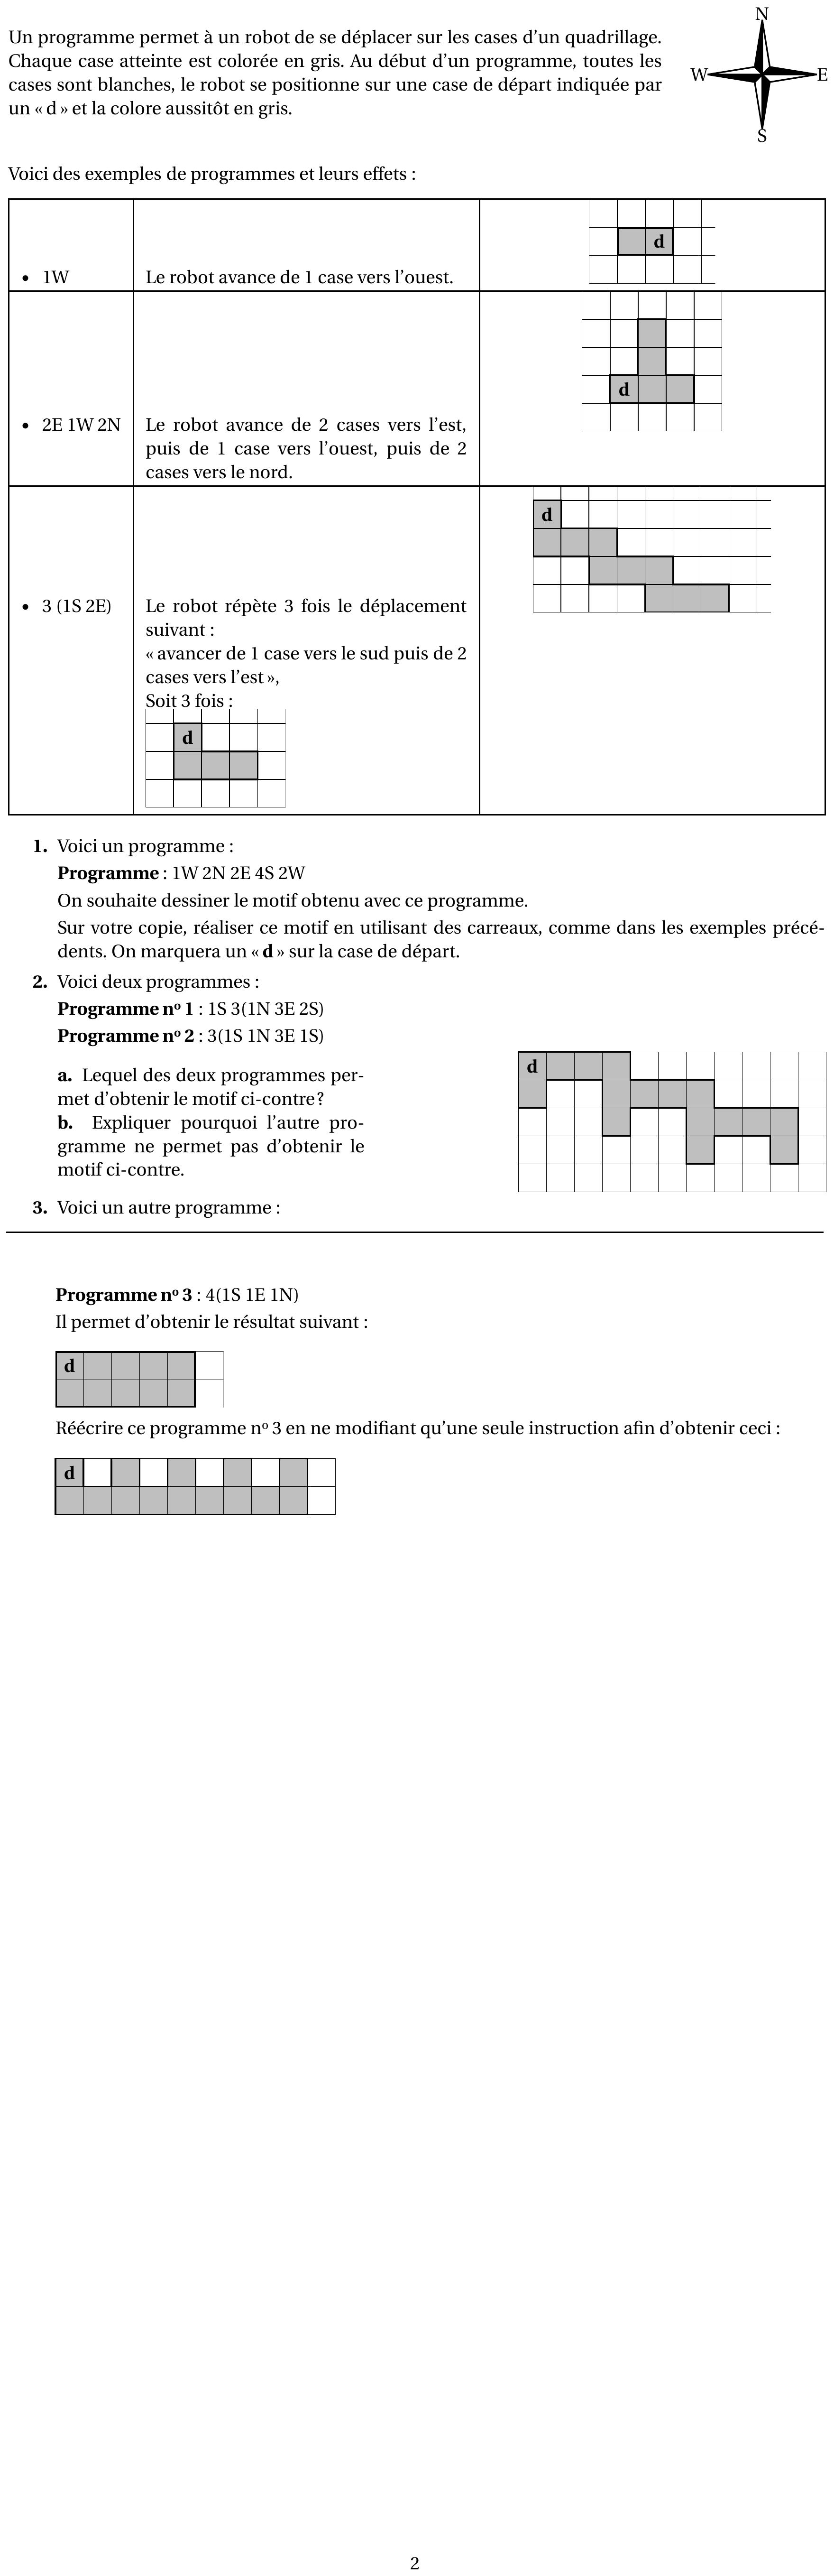 N
Un programme permet à un robot de se déplacer sur les cases d'un quadrillage.
Chaque case atteinte est colorée en gris. Au début d'un programme, toutes les
W E
cases sont blanches, le robot se positionne sur une case de départ indiquée par
un « d » et la colore aussitôt en gris.
S
Voici des exemples de programmes et leurs effets :
d
• 1W Le robot avance de 1 case vers l'ouest.
d
• 2E 1W 2N Le robot avance de 2 cases vers l'est,
puis de 1 case vers l'ouest, puis de 2
cases vers le nord.
d
• 3 (1S 2E) Le robot répète 3 fois le déplacement
suivant :
« avancer de 1 case vers le sud puis de 2
cases vers l'est »,
Soit 3 fois :
d
1. Voici un programme :
Programme : 1W 2N 2E 4S 2W
On souhaite dessiner le motif obtenu avec ce programme.
Sur votre copie, réaliser ce motif en utilisant des carreaux, comme dans les exemples précé-
dents. On marquera un « d » sur la case de départ.
2. Voici deux programmes :
Programme nº 1 : 1S 3(1N 3E 2S)
Programme nº 2 : 3(1S 1N 3E 1S)
a. Lequel des deux programmes per-
met d'obtenir le motif ci-contre ?
b. Expliquer pourquoi l'autre pro-
gramme ne permet pas d'obtenir le
motif ci-contre.
d
3. Voici un autre programme :
Programme nº 3 : 4(1S 1E 1N)
Il permet d'obtenir le résultat suivant :
d
Réécrire ce programme nº 3 en ne modifiant qu'une seule instruction afin d'obtenir ceci :
d
2